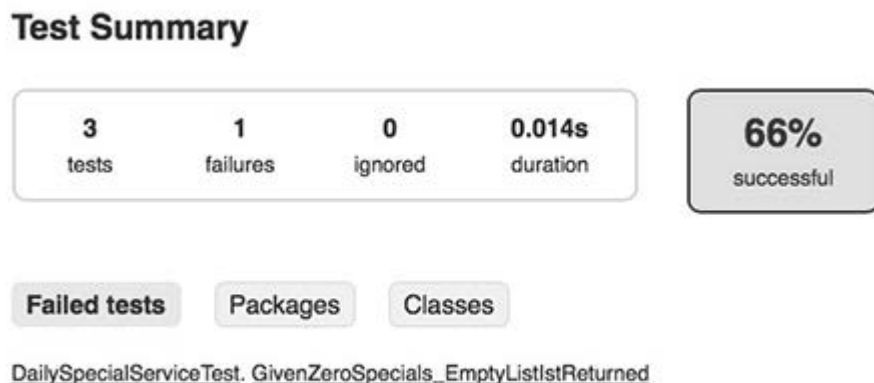 Test Summary
3 1 0 0.014s
tests failures ignored duration
66%
successful
Failed tests Packages Classes
DailySpecialServiceTest. GivenZeroSpecials_EmptyListIstReturned